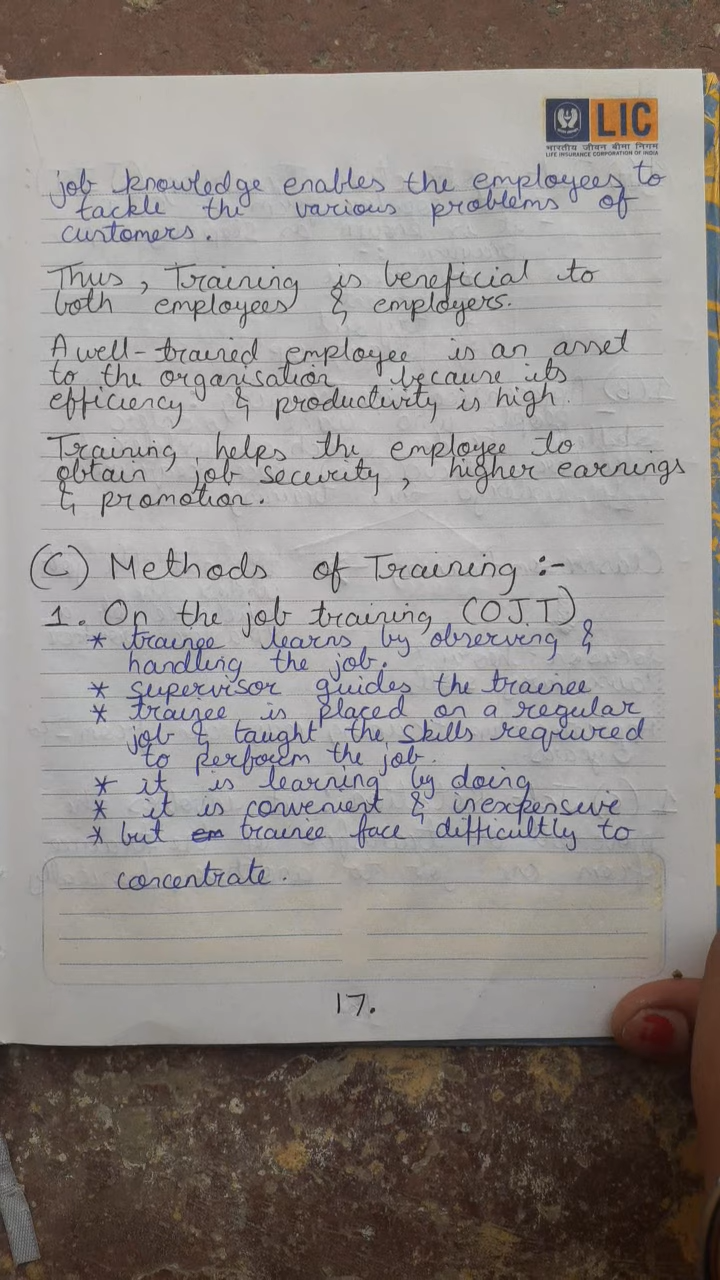 LIC
भारतीय जीवन बीमा निगम
LIFE INSURANCE CORPORATION OF INDIA
job knowledge enables the employees to
tackle the various problems of
customers.
Thus, Training is beneficial to
both employees & employers.
A well-trained employee is an asset
to the organisation because its
efficiency & productivity is high.
Training helps the employee to
obtain job security, higher earnings
& promotion.
(C) Methods of Training :-
1. On the job training (OJT)
* trainee learns by observing &
handling the job.
* supervisor guides the trainee
* trainee is placed on a regular
job & taught the skills required
to perform the job.
* it is learning by doing
* it is convenient & inexpensive
* but trainee face difficultly to
concentrate.
17.